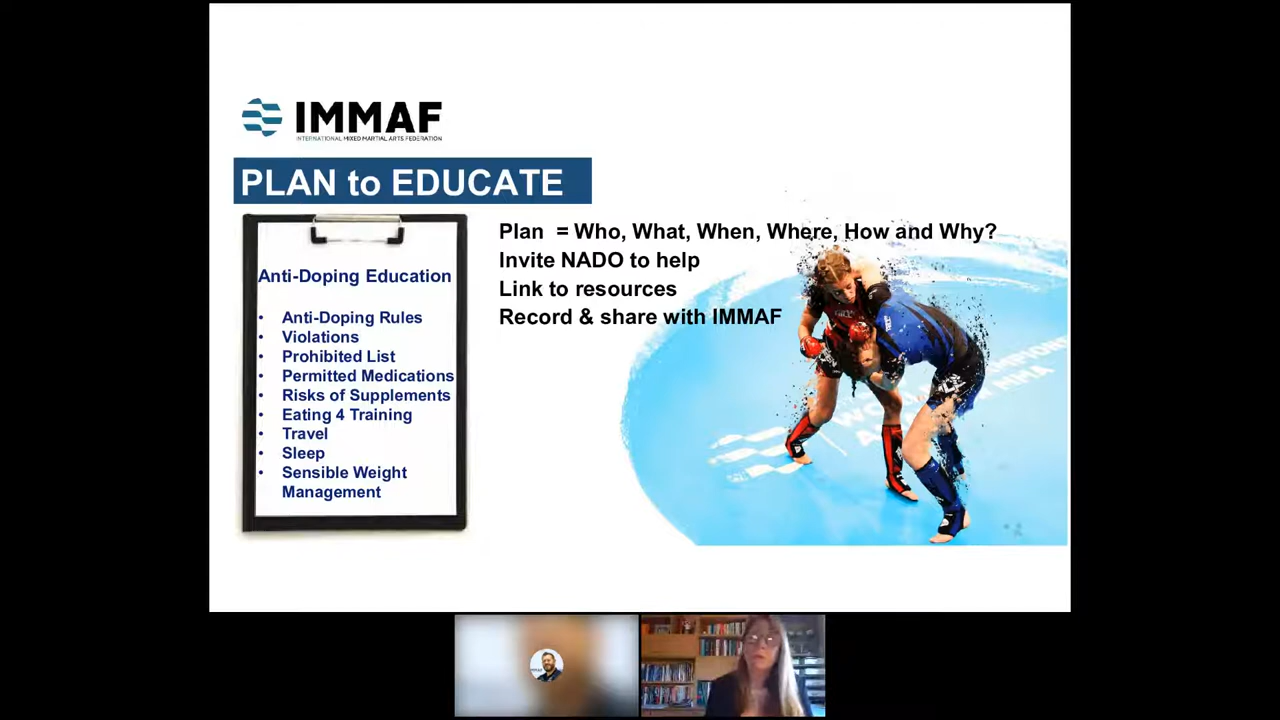 IMMAF
INTERNATIONAL MIXED MARTIAL ARTS FEDERATION
PLAN to EDUCATE
Anti-Doping Education
• Anti-Doping Rules
• Violations
• Prohibited List
• Permitted Medications
• Risks of Supplements
• Eating 4 Training
• Travel
• Sleep
• Sensible Weight
Management
Plan = Who, What, When, Where, How and Why?
Invite NADO to help
Link to resources
Record & share with IMMAF